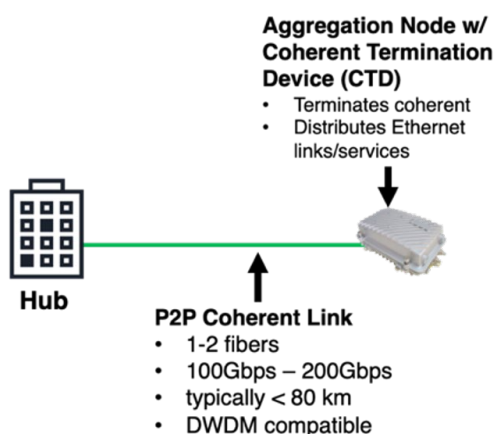 Aggregation Node w/
Coherent Termination
Device (CTD)
• Terminates coherent
• Distributes Ethernet
links/services
Hub
P2P Coherent Link
• 1-2 fibers
• 100Gbps – 200Gbps
• typically < 80 km
• DWDM compatible